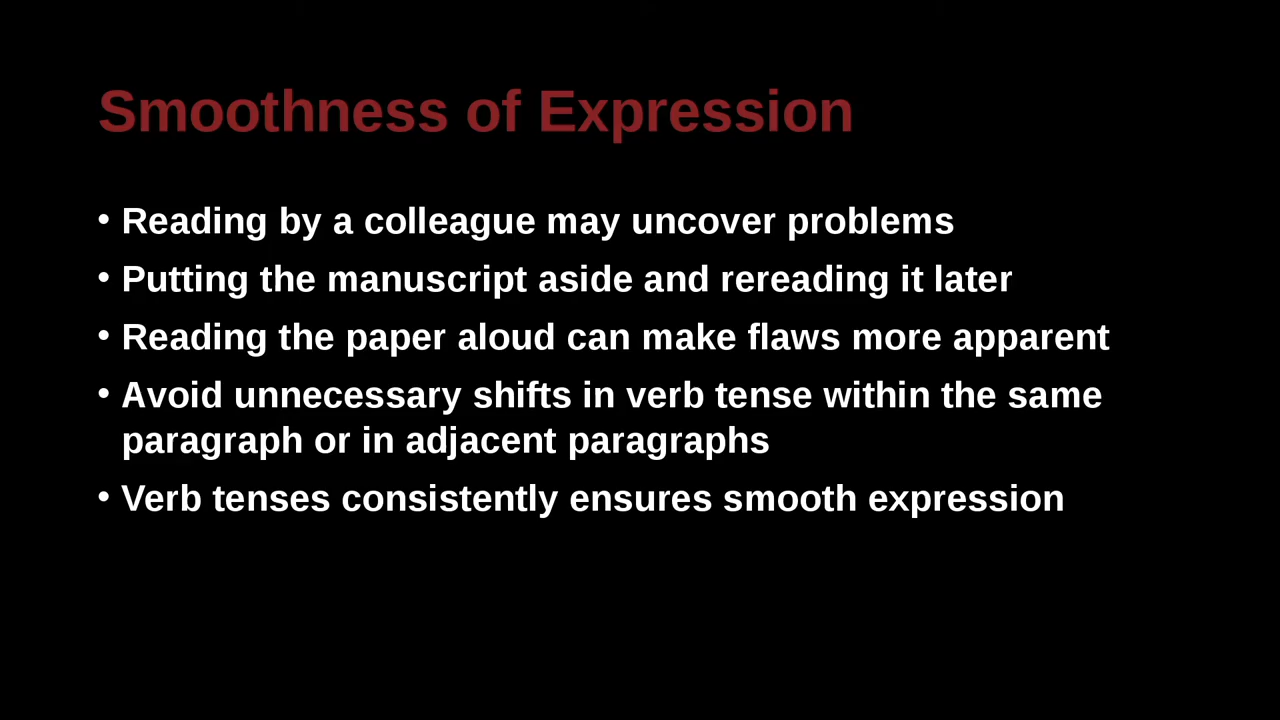 Smoothness of Expression
• Reading by a colleague may uncover problems
• Putting the manuscript aside and rereading it later
• Reading the paper aloud can make flaws more apparent
• Avoid unnecessary shifts in verb tense within the same
paragraph or in adjacent paragraphs
• Verb tenses consistently ensures smooth expression